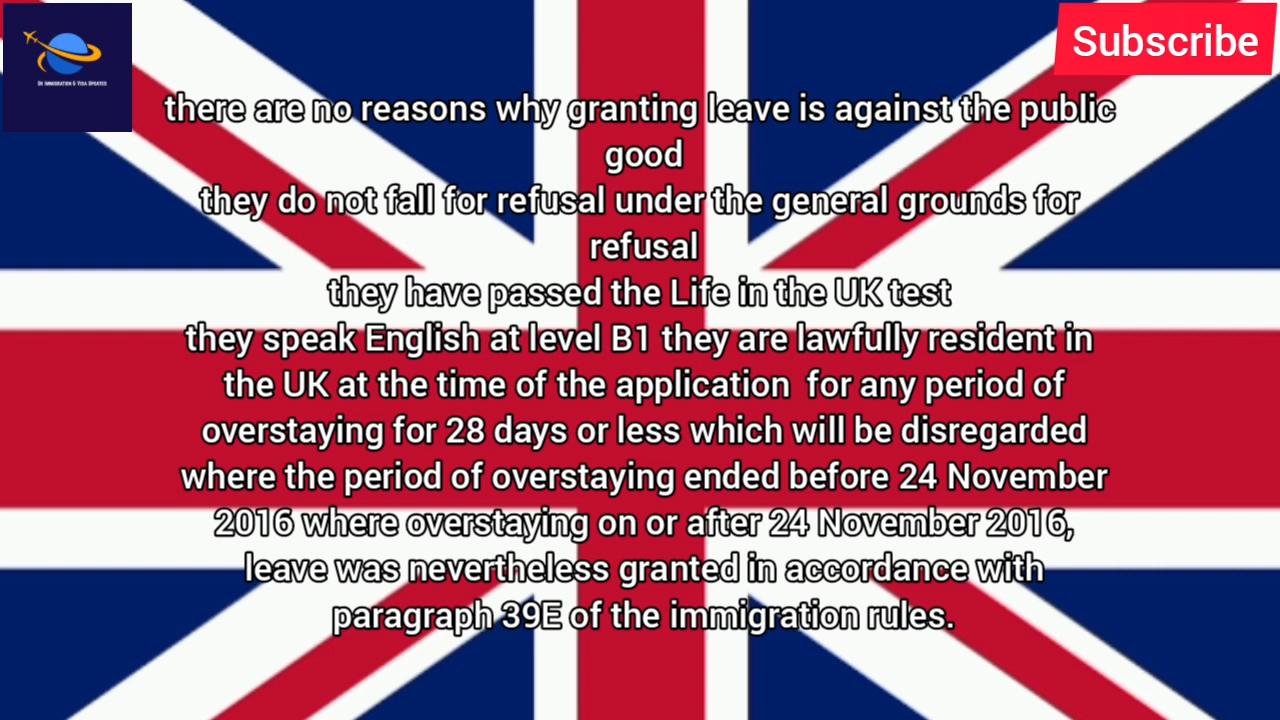 Subscribe
UK IMMIGRATION & VISA UPDATES
there are no reasons why granting leave is against the public
good
they do not fall for refusal under the general grounds for
refusal
they have passed the Life in the UK test
they speak English at level B1 they are lawfully resident in
the UK at the time of the application  for any period of
overstaying for 28 days or less which will be disregarded
where the period of overstaying ended before 24 November
2016 where overstaying on or after 24 November 2016,
leave was nevertheless granted in accordance with
paragraph 39E of the immigration rules.